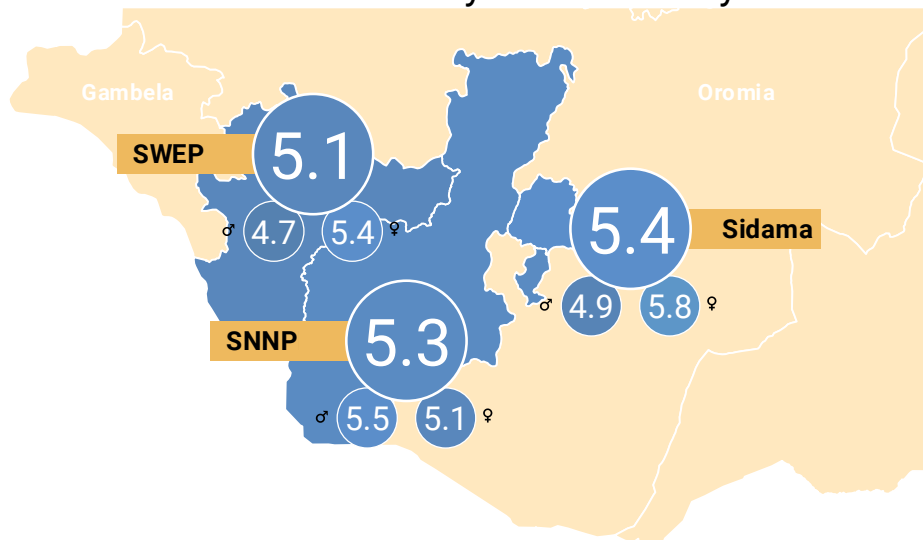 Gambela
Oromia
SWEP
5.1
♂ 4.7 5.4 ♀
5.4
Sidama
♂ 4.9 5.8 ♀
SNNP
5.3
♂ 5.5 5.1 ♀